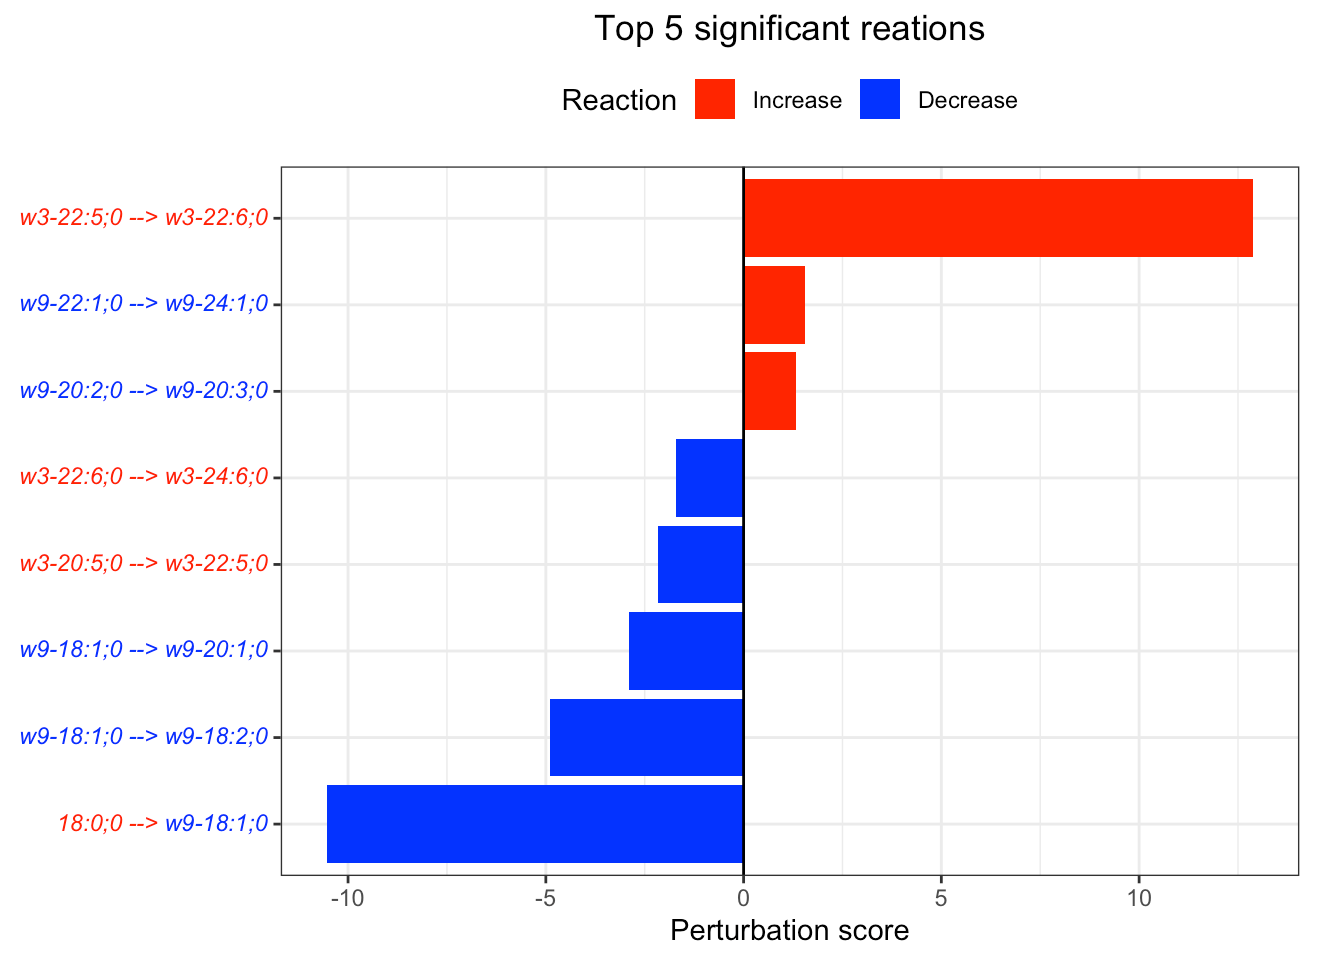 Top 5 significant reations
Reaction Increase Decrease
w3-22:5;0 --> w3-22:6;0
w9-22:1;0 --> w9-24:1;0
w9-20:2;0 --> w9-20:3;0
w3-22:6;0 --> w3-24:6;0
w3-20:5;0 --> w3-22:5;0
w9-18:1;0 --> w9-20:1;0
w9-18:1;0 --> w9-18:2;0
18:0;0 --> w9-18:1;0
-10 -5 0 5 10
Perturbation score